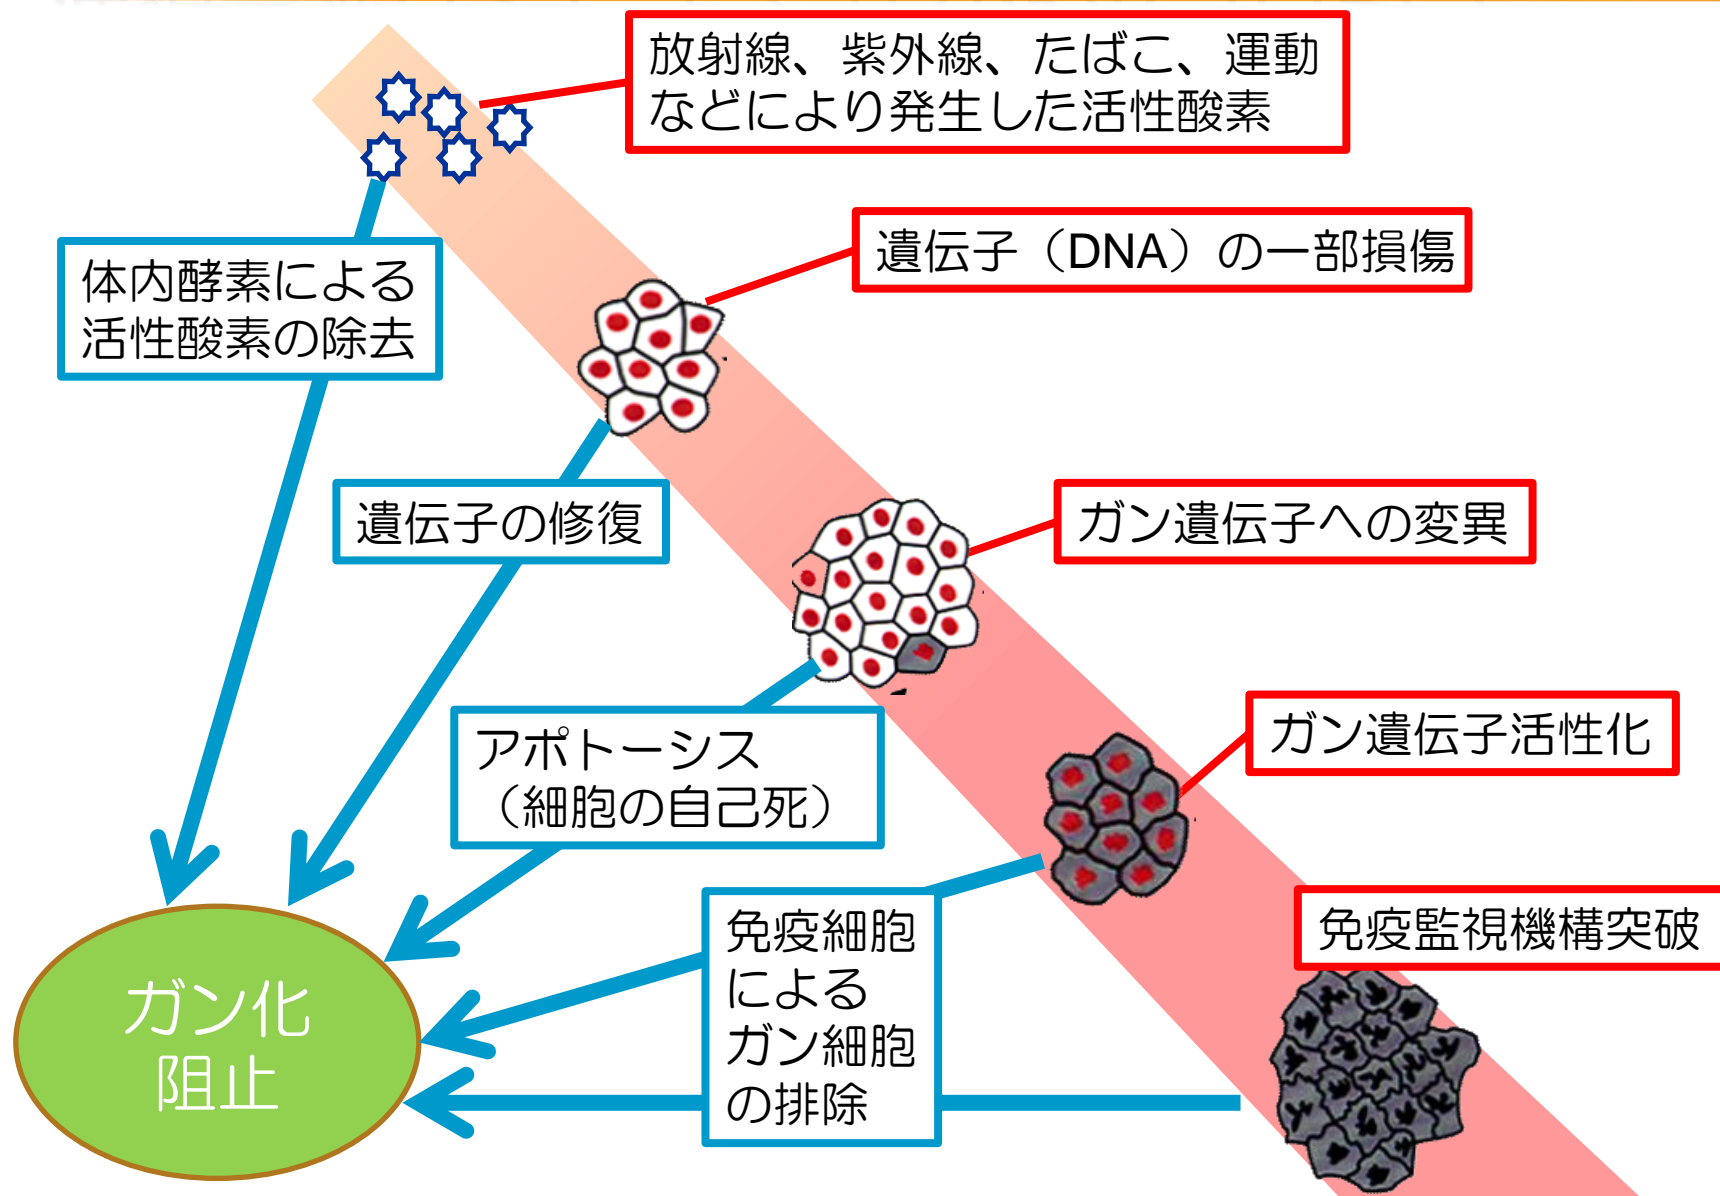 放射線、紫外線、たばこ、運動
などにより発生した活性酸素
遺伝子（DNA）の一部損傷
体内酵素による
活性酸素の除去
遺伝子の修復
ガン遺伝子への変異
アポトーシス
（細胞の自己死）
ガン遺伝子活性化
免疫細胞
による
ガン細胞
の排除
免疫監視機構突破
ガン化
阻止